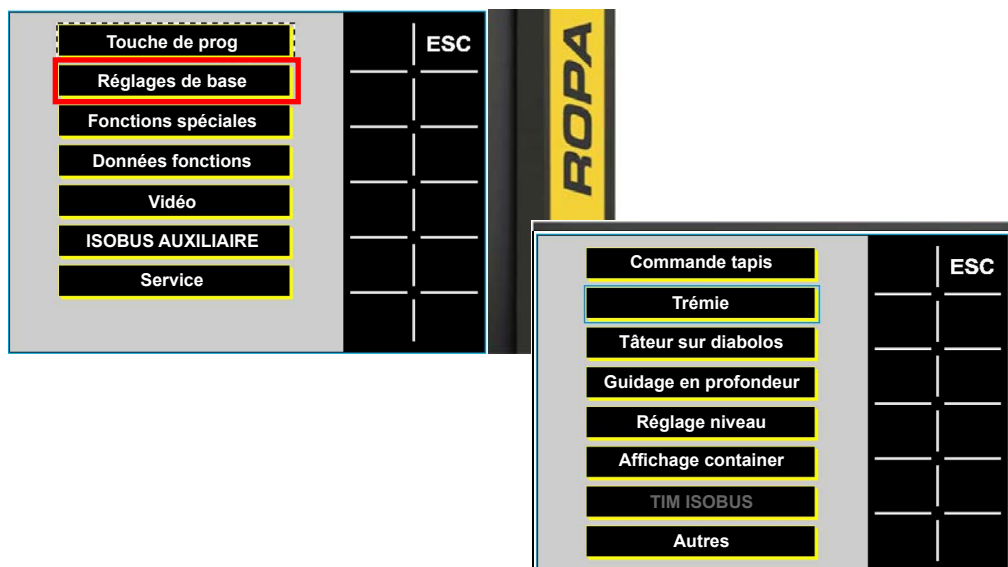 Touche de prog
ESC
Réglages de base
Fonctions spéciales
Données fonctions
Vidéo
ISOBUS AUXILIAIRE
Service
ROPA
Commande tapis
ESC
Trémie
Tâteur sur diabolos
Guidage en profondeur
Réglage niveau
Affichage container
TIM ISOBUS
Autres